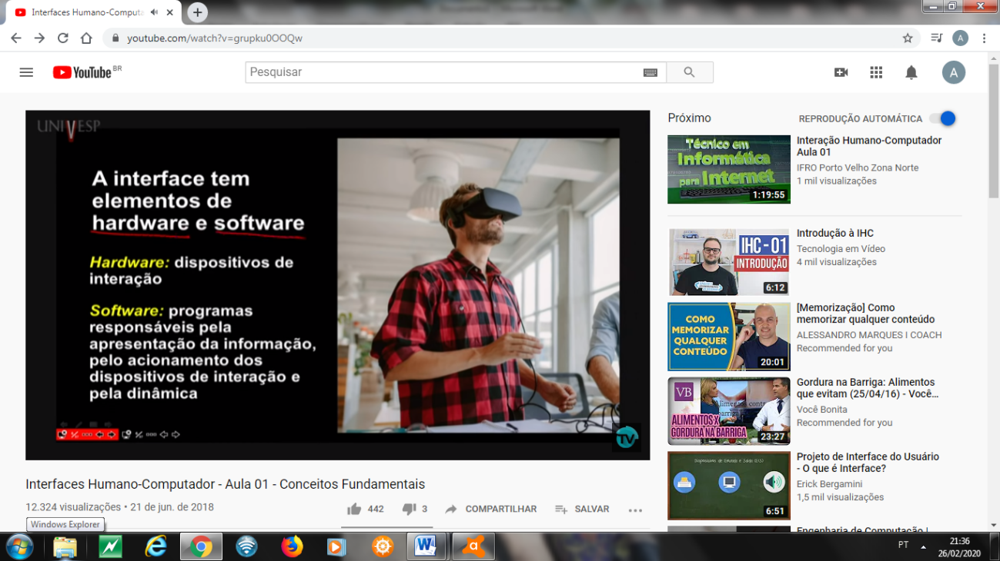 Interfaces Humano-Computa
youtube.com/watch?v=grupku0OOQw
A
YouTube BR
Pesquisar
A
UNIVESP
A interface tem
elementos de
hardware e software
Hardware: dispositivos de
interação
Software: programas
responsáveis pela
apresentação da informação,
pelo acionamento dos
dispositivos de interação e
pela dinâmica
TV
Interfaces Humano-Computador - Aula 01 - Conceitos Fundamentais
12.324 visualizações • 21 de jun. de 2018
442
3
COMPARTILHAR
SALVAR
Windows Explorer
Próximo
REPRODUÇÃO AUTOMÁTICA
Técnico em
Informática
para Internet
1:19:55
Interação Humano-Computador
Aula 01
IFRO Porto Velho Zona Norte
1 mil visualizações
IHC - 01
INTRODUÇÃO
6:12
Introdução à IHC
Tecnologia em Vídeo
4 mil visualizações
COMO
MEMORIZAR
QUALQUER
CONTEÚDO
20:01
[Memorização] Como
memorizar qualquer conteúdo
ALESSANDRO MARQUES I COACH
Recommended for you
VB
Alimentos contr
ALIMENTOS X
GORDURA NA BARRIGA
23:27
Gordura na Barriga: Alimentos
que evitam (25/04/16) - Você...
Você Bonita
Recommended for you
6:51
Projeto de Interface do Usuário
- O que é Interface?
Erick Bergamini
1,5 mil visualizações
Engenharia de Computação |
PT
21:36
26/02/2020